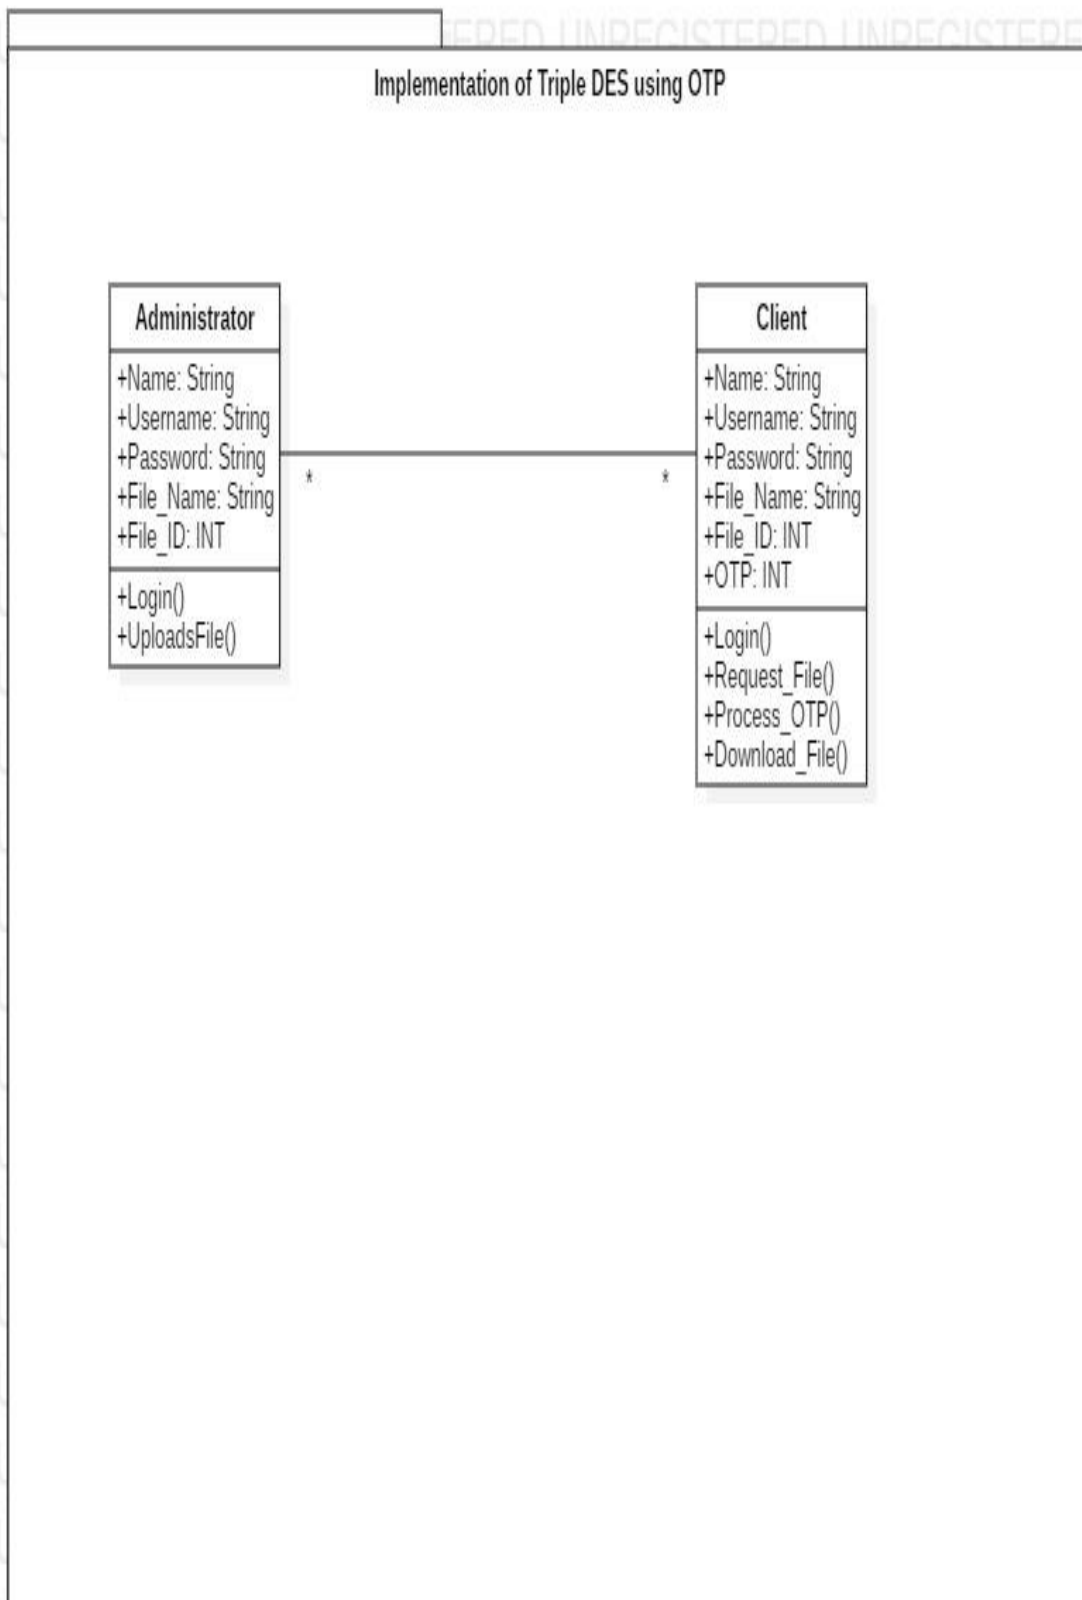 UNREGISTERED
Implementation of Triple DES using OTP
Administrator
+Name: String
+Username: String
+Password: String
+File_Name: String
+File_ID: INT
+Login()
+UploadsFile()
*
*
Client
+Name: String
+Username: String
+Password: String
+File_Name: String
+File_ID: INT
+OTP: INT
+Login()
+Request_File()
+Process_OTP()
+Download_File()